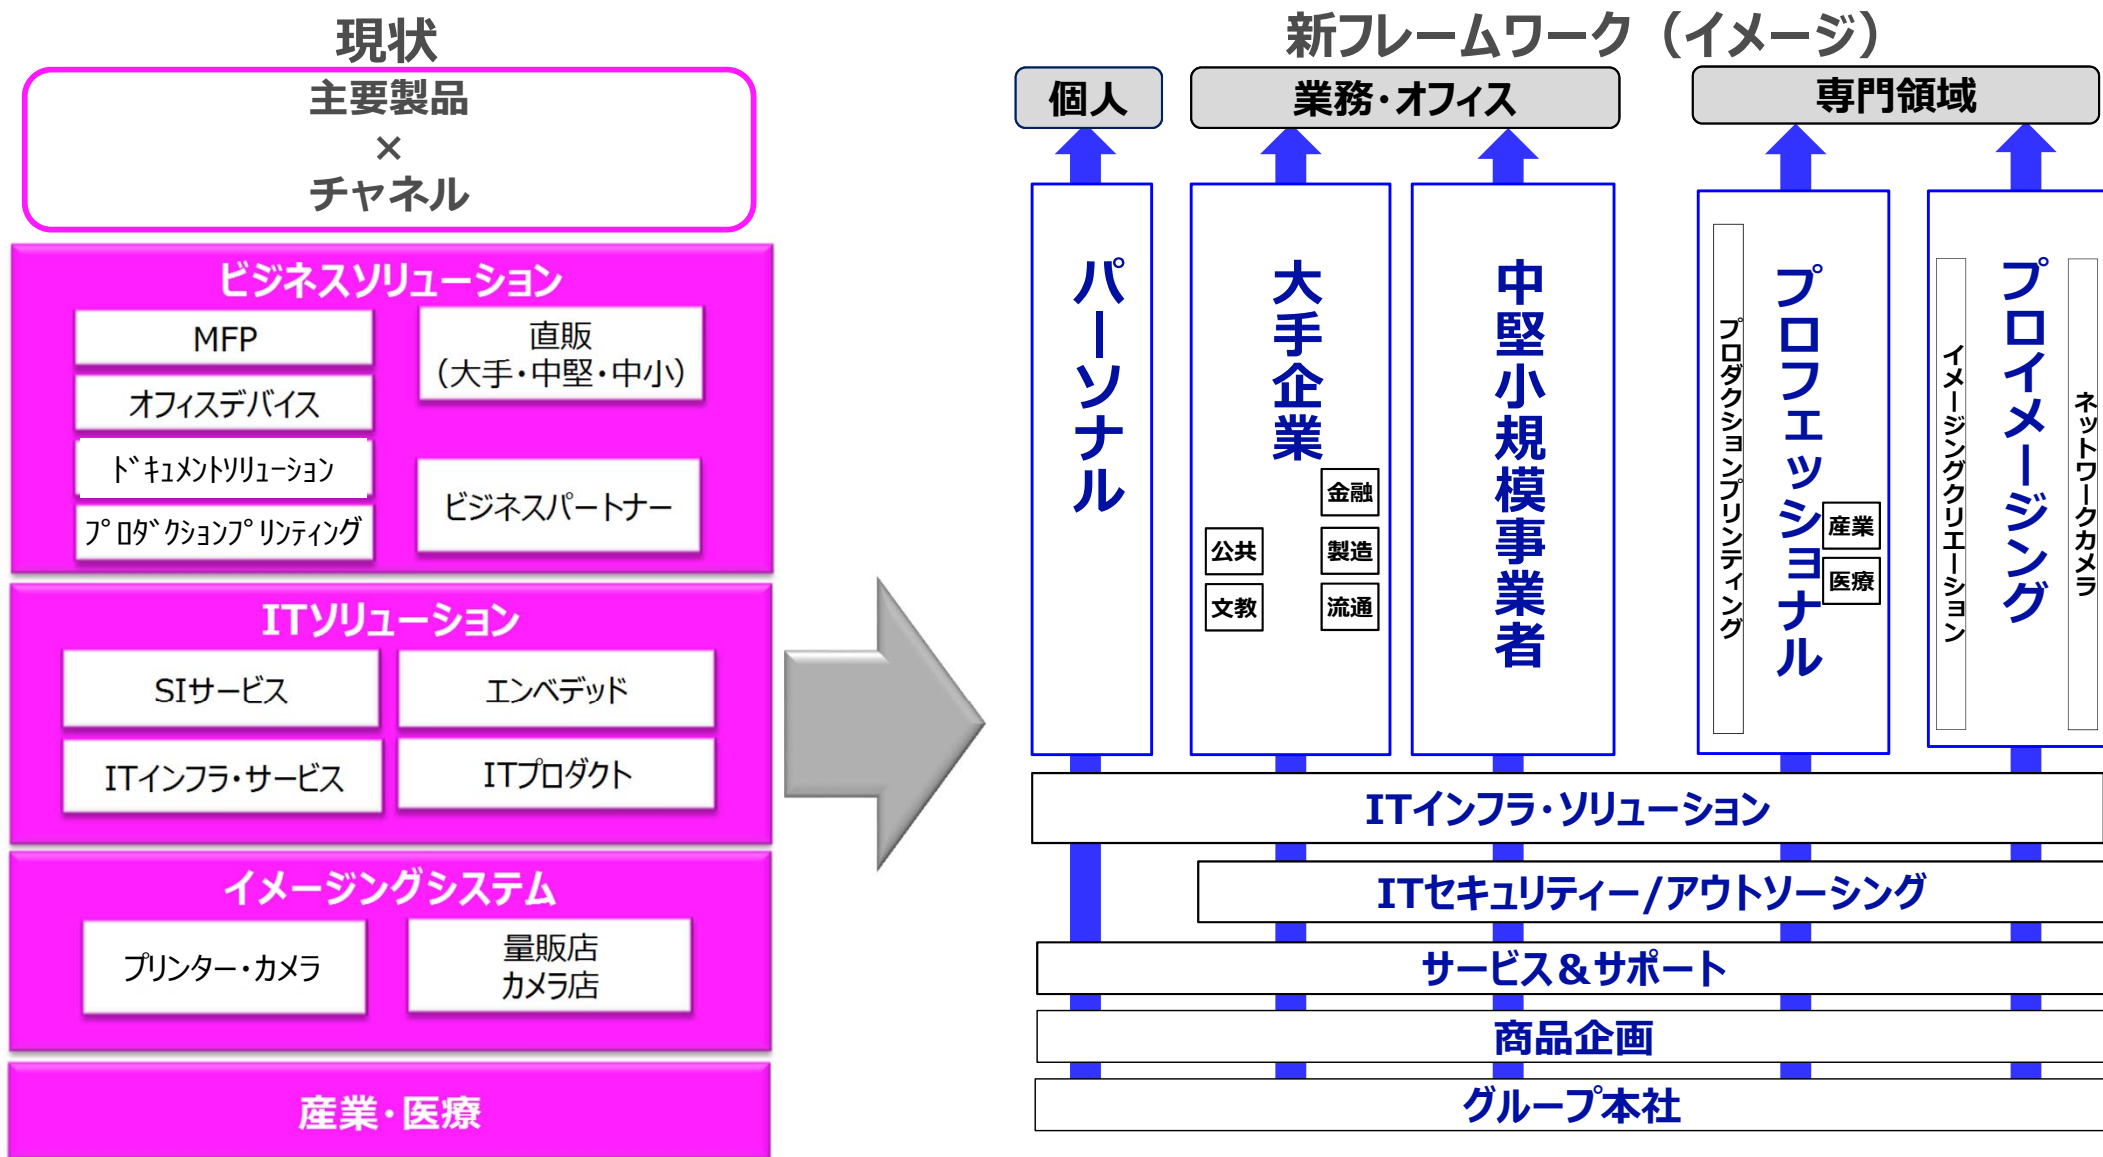 現状
主要製品
×
チャネル
ビジネスソリューション
MFP
オフィスデバイス
ﾄﾞｷｭﾒﾝﾄｿﾘｭｰｼｮﾝ
ﾌﾟﾛﾀﾞｸｼｮﾝﾌﾟﾘﾝティング
直販
（大手・中堅・中小）
ビジネスパートナー
ITソリューション
SIサービス
エンベデッド
ITインフラ・サービス
ITプロダクト
イメージングシステム
プリンター・カメラ
量販店
カメラ店
産業・医療
新フレームワーク（イメージ）
個人
業務・オフィス
専門領域
パーソナル
大手企業
金融
公共
製造
文教
流通
中堅小規模事業者
プロダクションプリンティング
プロフェッショナル
産業
医療
イメージングクリエーション
プロイメージング
ネットワークカメラ
ITインフラ・ソリューション
ITセキュリティー/アウトソーシング
サービス＆サポート
商品企画
グループ本社